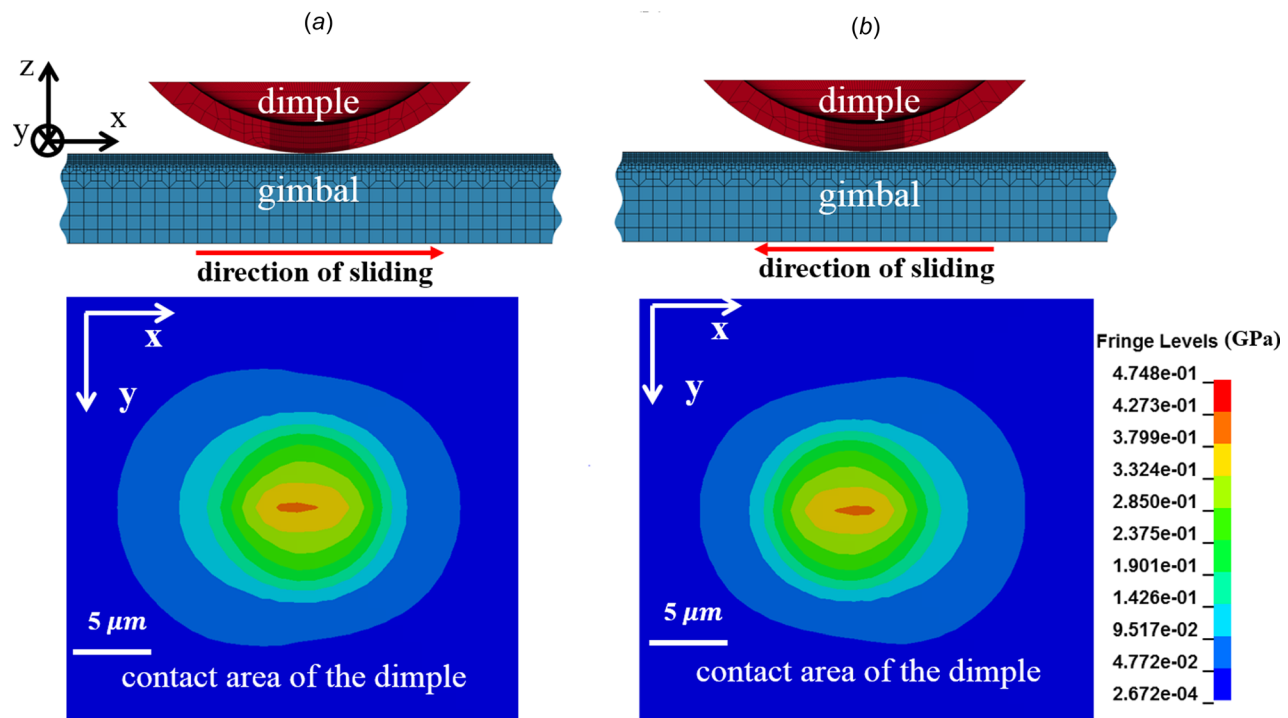 (a)
(b)
z
y
x
dimple
gimbal
direction of sliding
dimple
gimbal
direction of sliding
x
y
5 μm
contact area of the dimple
x
y
5 μm
contact area of the dimple
Fringe Levels (GPa)
4.748e-01
4.273e-01
3.799e-01
3.324e-01
2.850e-01
2.375e-01
1.901e-01
1.426e-01
9.517e-02
4.772e-02
2.672e-04